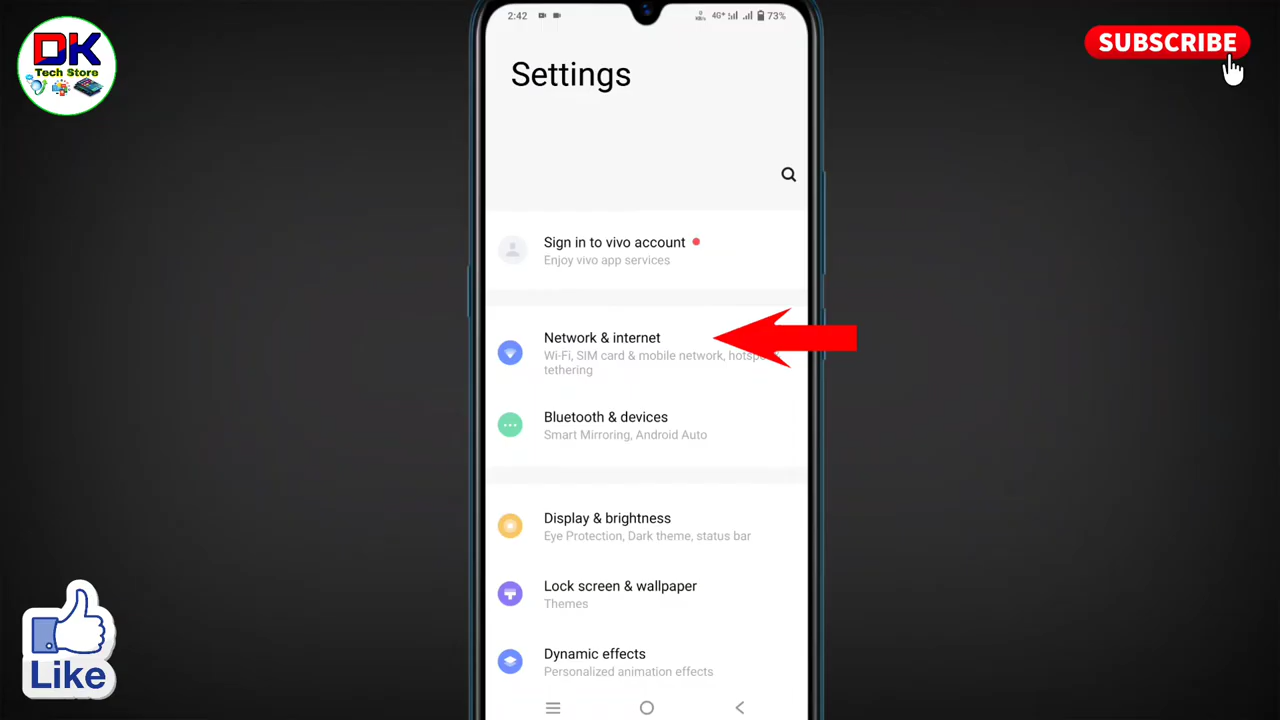 DK
Tech Store
SUBSCRIBE
2:42
4G+
73%
Settings
Sign in to vivo account
Enjoy vivo app services
Network & internet
Wi-Fi, SIM card & mobile network,
tethering
Bluetooth & devices
Smart Mirroring, Android Auto
Display & brightness
Eye Protection, Dark theme, status bar
Lock screen & wallpaper
Themes
Dynamic effects
Personalized animation effects
Like